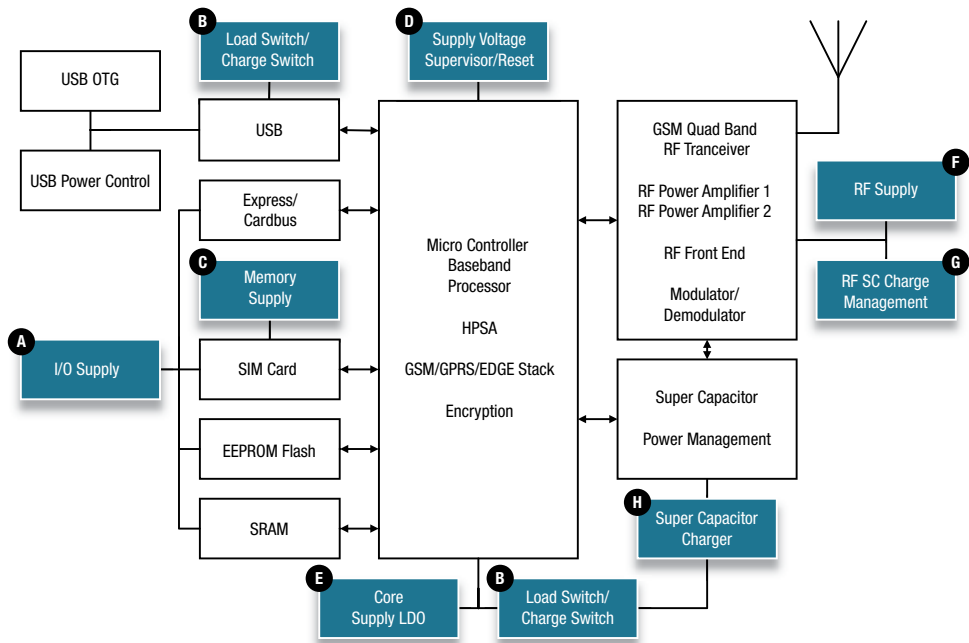 B
Load Switch/
Charge Switch
D
Supply Voltage
Supervisor/Reset
USB OTG
USB
USB Power Control
Express/
Cardbus
C
Memory
Supply
A
I/O Supply
SIM Card
EEPROM Flash
SRAM
Micro Controller
Baseband
Processor
HPSA
GSM/GPRS/EDGE Stack
Encryption
GSM Quad Band
RF Tranceiver
RF Power Amplifier 1
RF Power Amplifier 2
RF Front End
Modulator/
Demodulator
F
RF Supply
G
RF SC Charge
Management
Super Capacitor
Power Management
H
Super Capacitor
Charger
E
Core
Supply LDO
B
Load Switch/
Charge Switch